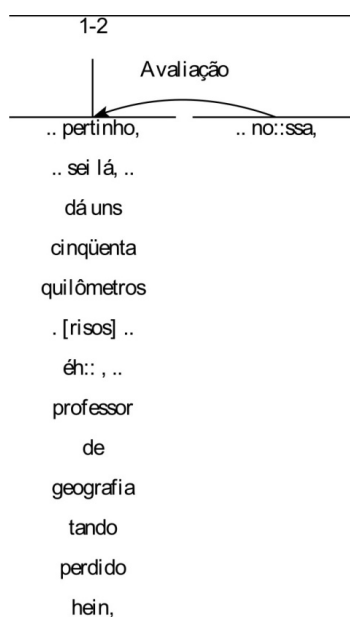 1-2
Avaliação
.. pertinho,
.. sei lá, ..
dá uns
cinqüenta
quilômetros
. [risos] ..
éh:: , ..
professor
de
geografia
tando
perdido
hein,
.. no::ssa,